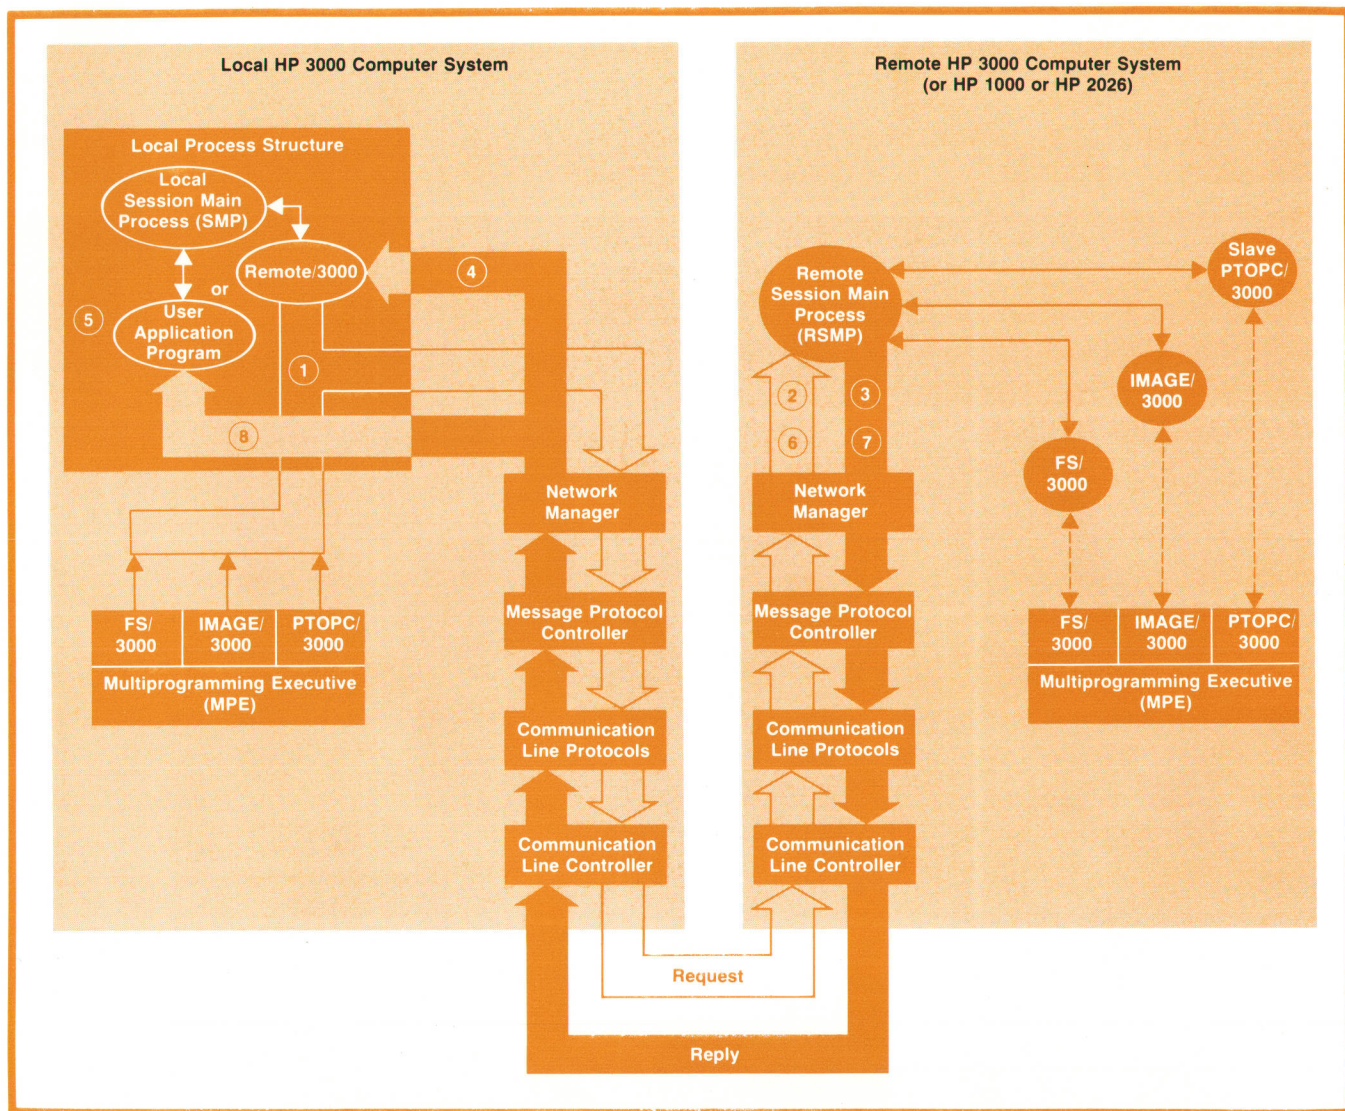 Local HP 3000 Computer System
Local Process Structure
Local
Session Main
Process (SMP)
Remote/3000
or
User
Application
Program
5
1
4
8
Network
Manager
Message Protocol
Controller
Communication
Line Protocols
Communication
Line Controller
FS/
3000
IMAGE/
3000
PTOPC/
3000
Multiprogramming Executive
(MPE)
Remote HP 3000 Computer System
(or HP 1000 or HP 2026)
Remote
Session Main
Process
(RSMP)
Slave
PTOPC/
3000
IMAGE/
3000
FS/
3000
2
3
6
7
Network
Manager
Message Protocol
Controller
Communication
Line Protocols
Communication
Line Controller
FS/
3000
IMAGE/
3000
PTOPC/
3000
Multiprogramming Executive
(MPE)
Request
Reply